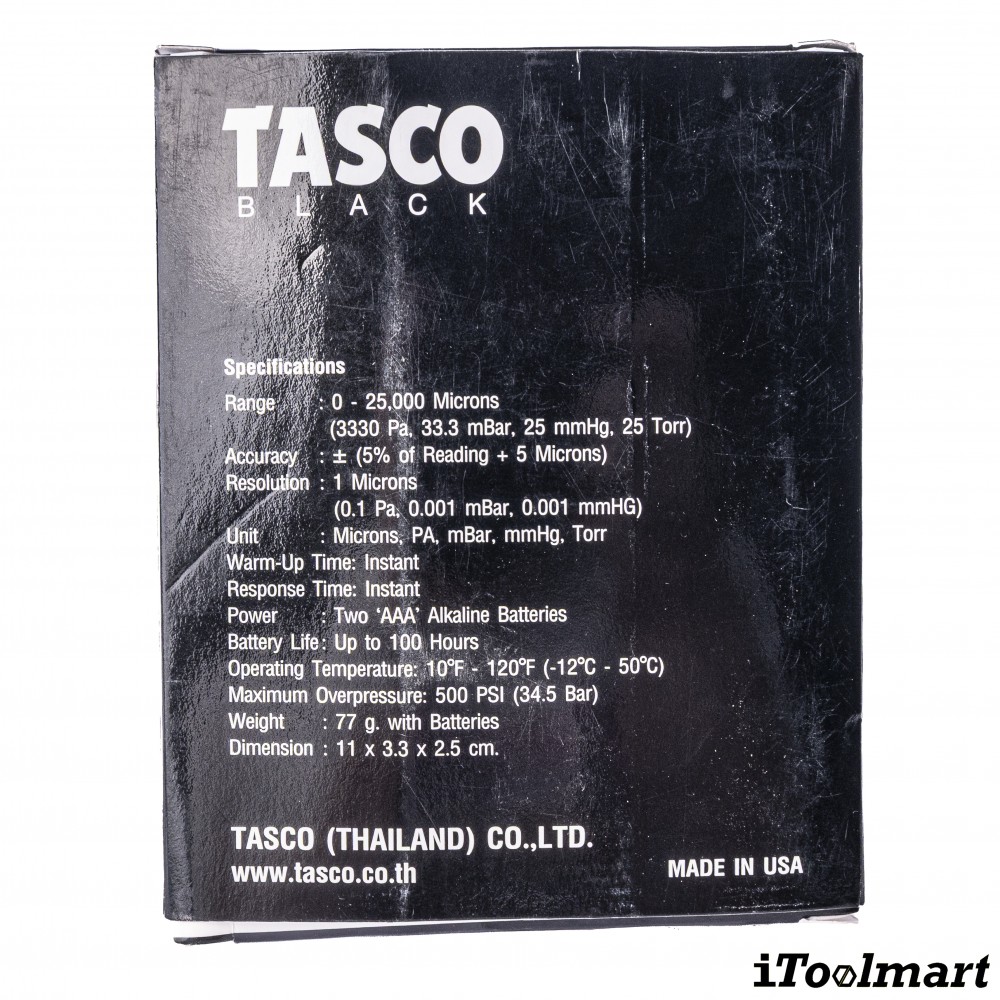 TASCO
BLACK
Specifications
Range : 0 - 25,000 Microns
(3330 Pa, 33.3 mBar, 25 mmHg, 25 Torr)
Accuracy : ± (5% of Reading + 5 Microns)
Resolution : 1 Microns
(0.1 Pa, 0.001 mBar, 0.001 mmHG)
Unit : Microns, PA, mBar, mmHg, Torr
Warm-Up Time: Instant
Response Time: Instant
Power : Two ‘AAA’ Alkaline Batteries
Battery Life : Up to 100 Hours
Operating Temperature: 10°F - 120°F (-12°C - 50°C)
Maximum Overpressure: 500 PSI (34.5 Bar)
Weight : 77 g. with Batteries
Dimension : 11 x 3.3 x 2.5 cm.
TASCO (THAILAND) CO.,LTD.
www.tasco.co.th
MADE IN USA
iToolmart